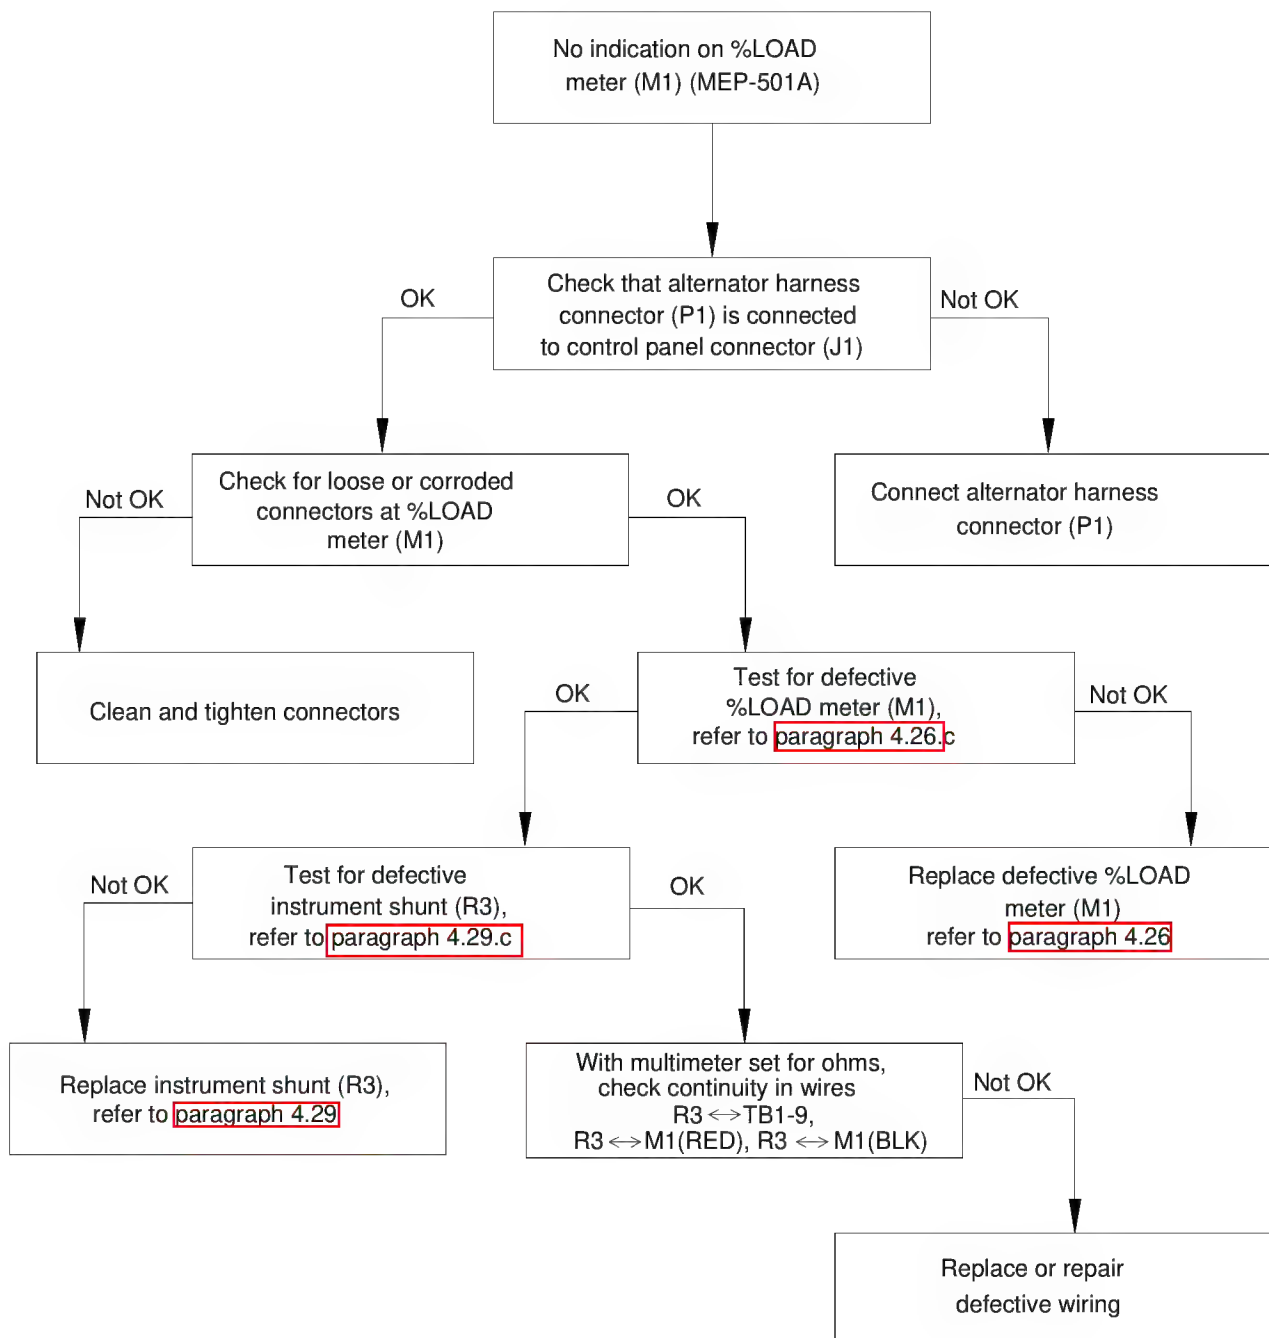 No indication on %LOAD
meter (M1) (MEP-501A)
Check that alternator harness
connector (P1) is connected
to control panel connector (J1)
OK
Not OK
Check for loose or corroded
connectors at %LOAD
meter (M1)
Not OK
OK
Connect alternator harness
connector (P1)
Clean and tighten connectors
Test for defective
%LOAD meter (M1),
refer to paragraph 4.26.c
OK
Not OK
Test for defective
instrument shunt (R3),
refer to paragraph 4.29.c
Not OK
OK
Replace defective %LOAD
meter (M1)
refer to paragraph 4.26
Replace instrument shunt (R3),
refer to paragraph 4.29
With multimeter set for ohms,
check continuity in wires
R3 ↔ TB1-9,
R3 ↔ M1(RED), R3 ↔ M1(BLK)
Not OK
Replace or repair
defective wiring